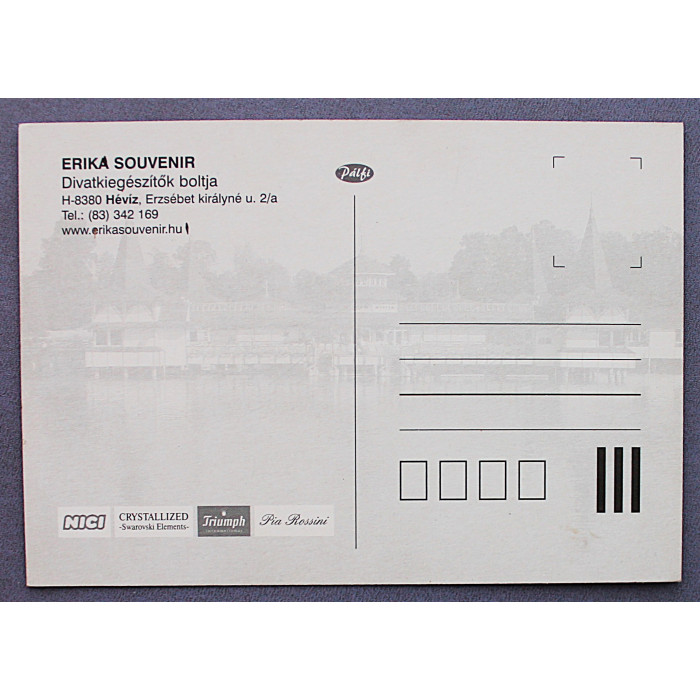 ERIKA SOUVENIR
Divatkiegészítők boltja
H-8380 Hévíz, Erzsébet királyné u. 2/a
Tel.: (83) 342 169
www.erikasouvenir.hu
Pálfi
NICI
CRYSTALLIZED
-Swarovski Elements-
Triumph
Pia Rossini